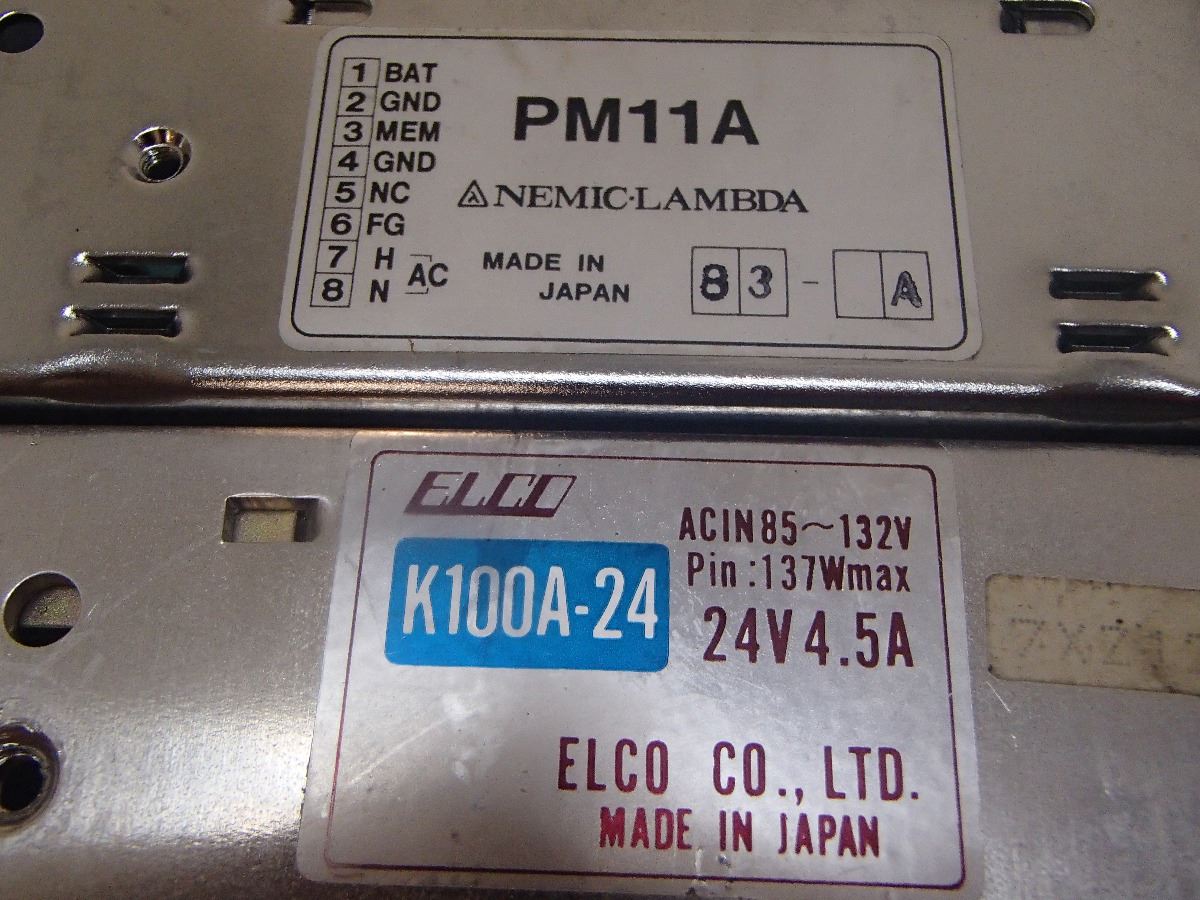 1 BAT
2 GND
3 MEM
4 GND
5 NC
6 FG
7 H
8 N
AC
PM11A
NEMIC·LAMBDA
MADE IN
JAPAN
83-A
ELCO
K100A-24
ACIN85～132V
Pin:137Wmax
24V4.5A
ELCO CO., LTD.
MADE IN JAPAN